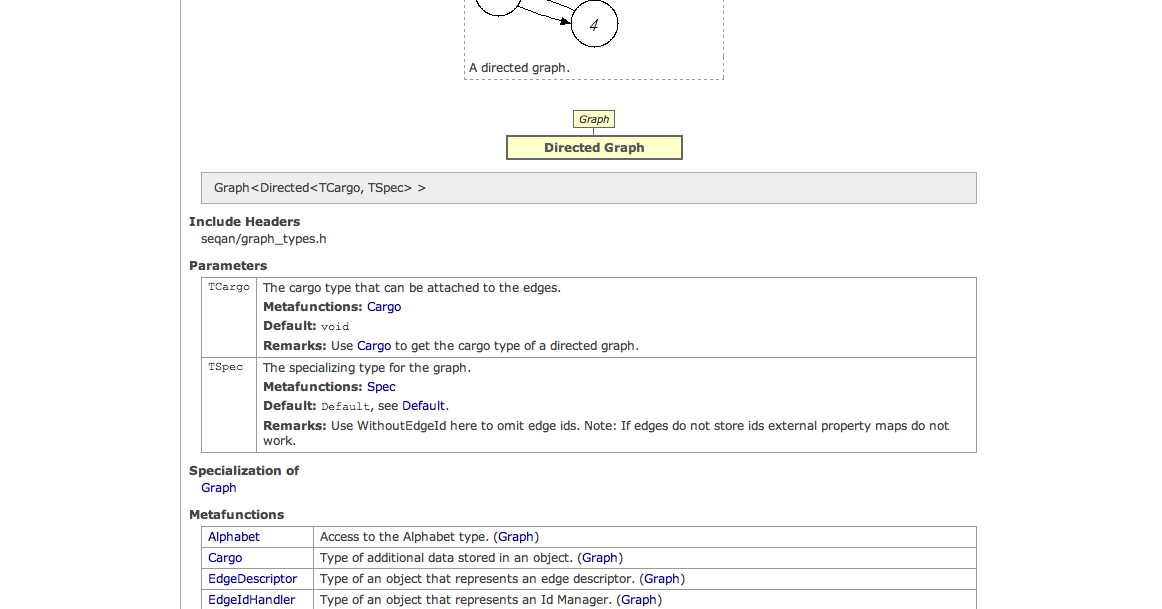 4
A directed graph.
Graph
Directed Graph
Graph<Directed<TCargo, TSpec> >
Include Headers
seqan/graph_types.h
Parameters
TCargo The cargo type that can be attached to the edges.
Metafunctions: Cargo
Default: void
Remarks: Use Cargo to get the cargo type of a directed graph.
TSpec The specializing type for the graph.
Metafunctions: Spec
Default: Default, see Default.
Remarks: Use WithoutEdgeId here to omit edge ids. Note: If edges do not store ids external property maps do not
work.
Specialization of
Graph
Metafunctions
Alphabet Access to the Alphabet type. (Graph)
Cargo Type of additional data stored in an object. (Graph)
EdgeDescriptor Type of an object that represents an edge descriptor. (Graph)
EdgeIdHandler Type of an object that represents an Id Manager. (Graph)